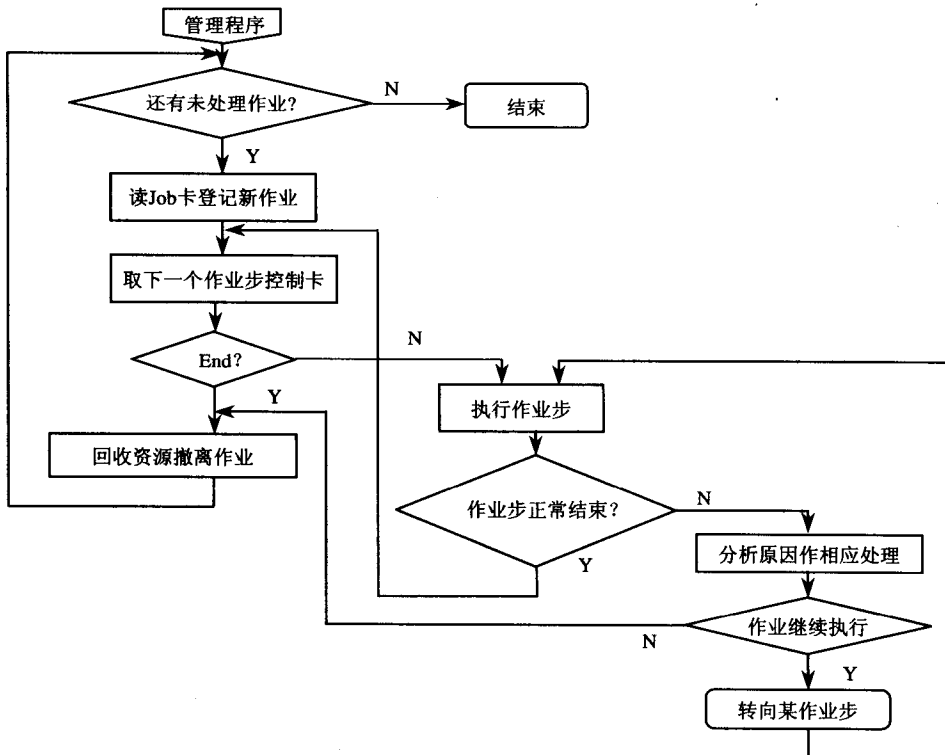 管理程序
还有未处理作业?
N
结束
Y
读Job卡登记新作业
取下一个作业步控制卡
End?
N
Y
执行作业步
回收资源撤离作业
作业步正常结束?
N
Y
分析原因作相应处理
作业继续执行
N
Y
转向某作业步